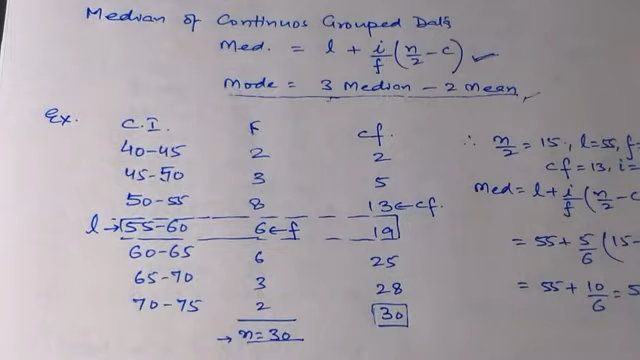 Median of Continuos Grouped Data
Med. = l + i/f (n/2 - c) ✓
Mode = 3 Median - 2 Mean
Ex.
C.I. F cf.
40-45 2 2
45-50 3 5
50-55 8 13 ← cf.
l → 55-60 6 ← f 19
60-65 6 25
65-70 3 28
70-75 2 30
→ n = 30
∴ n/2 = 15, l = 55, f =
cf = 13, i =
Med = l + i/f (n/2 - c
= 55 + 5/6 (15 -
= 55 + 10/6 = 5